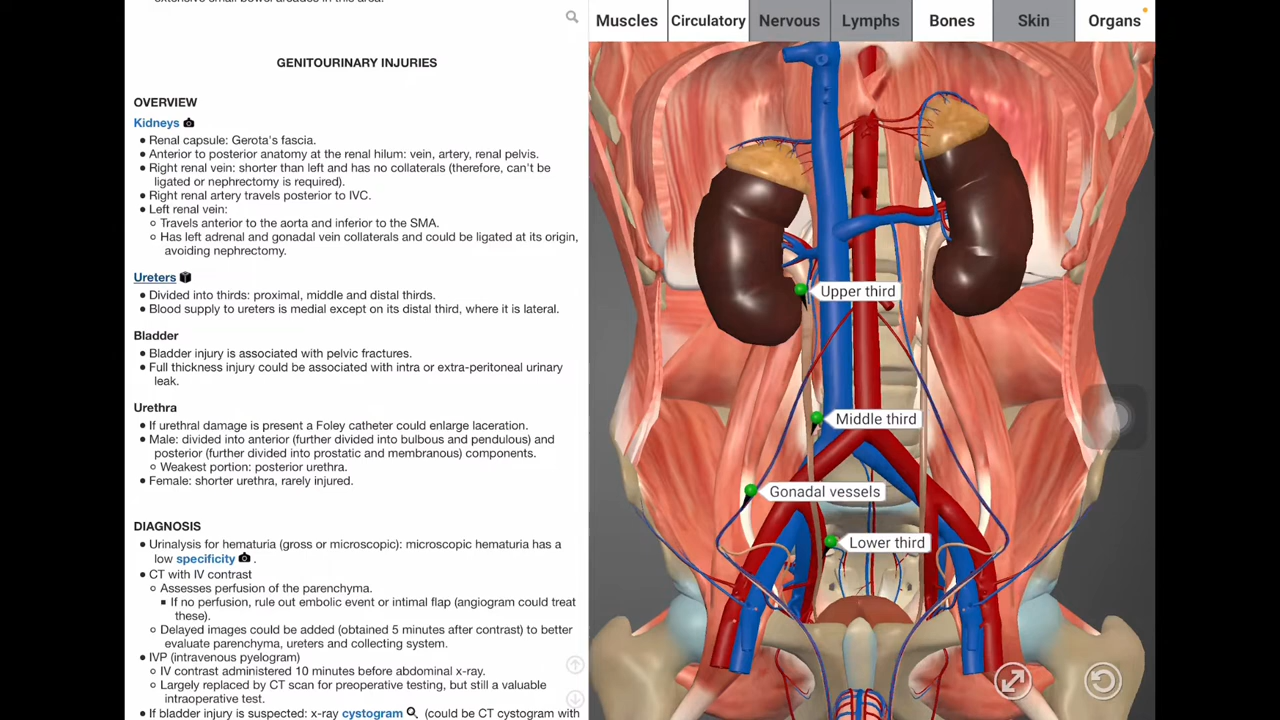 extensive small bowel arcades in this area.
GENITOURINARY INJURIES
OVERVIEW
Kidneys
• Renal capsule: Gerota's fascia.
• Anterior to posterior anatomy at the renal hilum: vein, artery, renal pelvis.
• Right renal vein: shorter than left and has no collaterals (therefore, can't be
ligated or nephrectomy is required).
• Right renal artery travels posterior to IVC.
• Left renal vein:
○ Travels anterior to the aorta and inferior to the SMA.
○ Has left adrenal and gonadal vein collaterals and could be ligated at its origin,
avoiding nephrectomy.
Ureters
• Divided into thirds: proximal, middle and distal thirds.
• Blood supply to ureters is medial except on its distal third, where it is lateral.
Bladder
• Bladder injury is associated with pelvic fractures.
• Full thickness injury could be associated with intra or extra-peritoneal urinary
leak.
Urethra
• If urethral damage is present a Foley catheter could enlarge laceration.
• Male: divided into anterior (further divided into bulbous and pendulous) and
posterior (further divided into prostatic and membranous) components.
○ Weakest portion: posterior urethra.
• Female: shorter urethra, rarely injured.
DIAGNOSIS
• Urinalysis for hematuria (gross or microscopic): microscopic hematuria has a
low specificity .
• CT with IV contrast
○ Assesses perfusion of the parenchyma.
■ If no perfusion, rule out embolic event or intimal flap (angiogram could treat
these).
○ Delayed images could be added (obtained 5 minutes after contrast) to better
evaluate parenchyma, ureters and collecting system.
• IVP (intravenous pyelogram)
○ IV contrast administered 10 minutes before abdominal x-ray.
○ Largely replaced by CT scan for preoperative testing, but still a valuable
intraoperative test.
• If bladder injury is suspected: x-ray cystogram (could be CT cystogram with
Muscles
Circulatory
Nervous
Lymphs
Bones
Skin
Organs
Upper third
Middle third
Gonadal vessels
Lower third